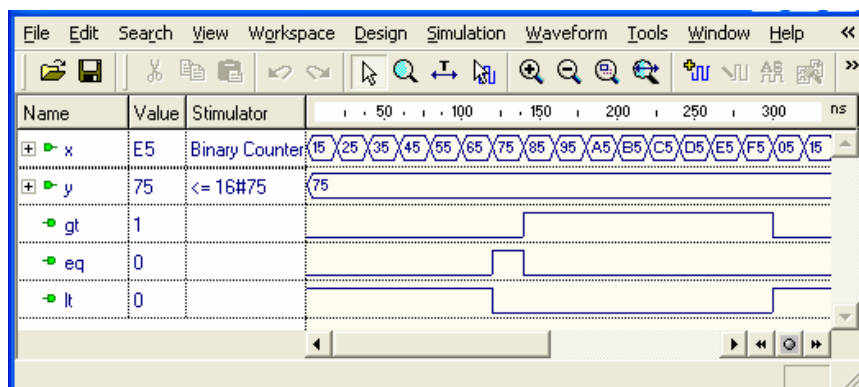 File Edit Search View Workspace Design Simulation Waveform Tools Window Help «
»
Name Value Stimulator 50 100 150 200 250 300 ns
x E5 Binary Counter 15 25 35 45 55 65 75 85 95 A5 B5 C5 D5 E5 F5 05 15
y 75 <= 16#75 75
gt 1
eq 0
lt 0